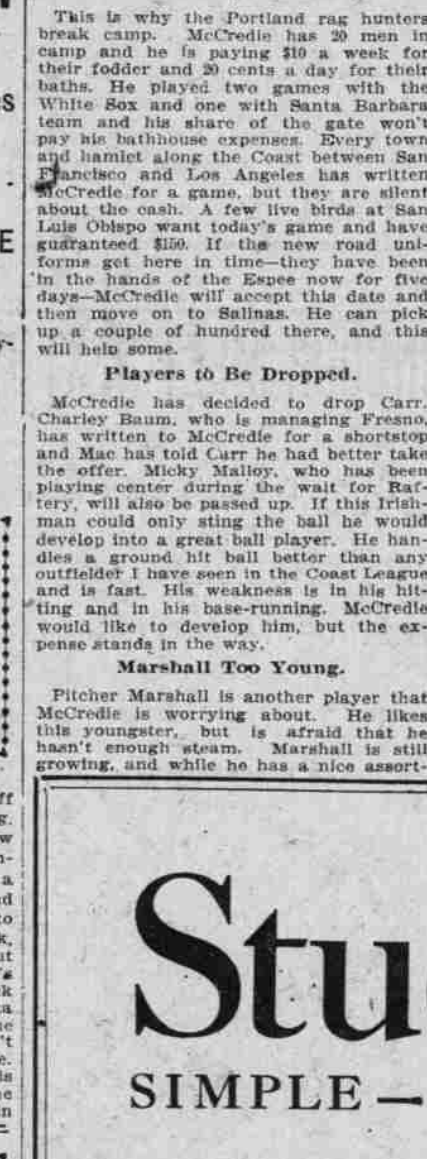 This is why the Portland rag hunters
break camp. McCredie has 20 men in
camp and he is paying $10 a week for
their fodder and 20 cents a day for their
baths. He played two games with the
White Sox and one with Santa Barbara
team and his share of the gate won't
pay his bathhouse expenses. Every town
and hamlet along the Coast between San
Francisco and Los Angeles has written
McCredie for a game, but they are silent
about the cash. A few live birds at San
Luis Obispo want today's game and have
guaranteed $150. If the new road uni-
forms get here in time—they have been
in the hands of the Espee now for five
days—McCredie will accept this date and
then move on to Salinas. He can pick
up a couple of hundred there, and this
will help some.
Players to Be Dropped.
McCredie has decided to drop Carr.
Charley Baum, who is managing Fresno,
has written to McCredie for a shortstop
and Mac has told Carr he had better take
the offer. Micky Malloy, who has been
playing center during the wait for Raf-
tery, will also be passed up. If this Irish-
man could only sting the ball he would
develop into a great ball player. He han-
dles a ground hit ball better than any
outfielder I have seen in the Coast League
and is fast. His weakness is in his hit-
ting and in his base-running. McCredie
would like to develop him, but the ex-
pense stands in the way.
Marshall Too Young.
Pitcher Marshall is another player that
McCredie is worrying about. He likes
this youngster, but is afraid that he
hasn't enough steam. Marshall is still
growing, and while he has a nice assort-
Stu
SIMPLE—